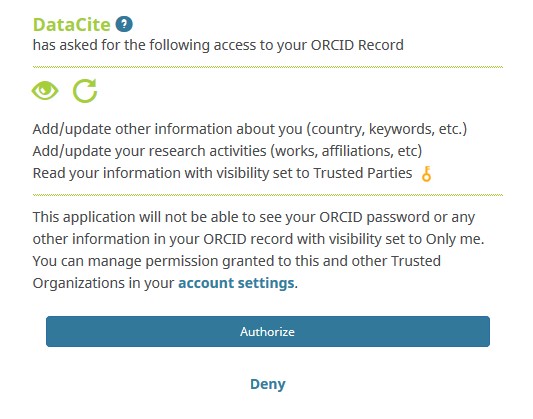 DataCite ?
has asked for the following access to your ORCID Record
Add/update other information about you (country, keywords, etc.)
Add/update your research activities (works, affiliations, etc)
Read your information with visibility set to Trusted Parties
This application will not be able to see your ORCID password or any
other information in your ORCID record with visibility set to Only me.
You can manage permission granted to this and other Trusted
Organizations in your account settings.
Authorize
Deny